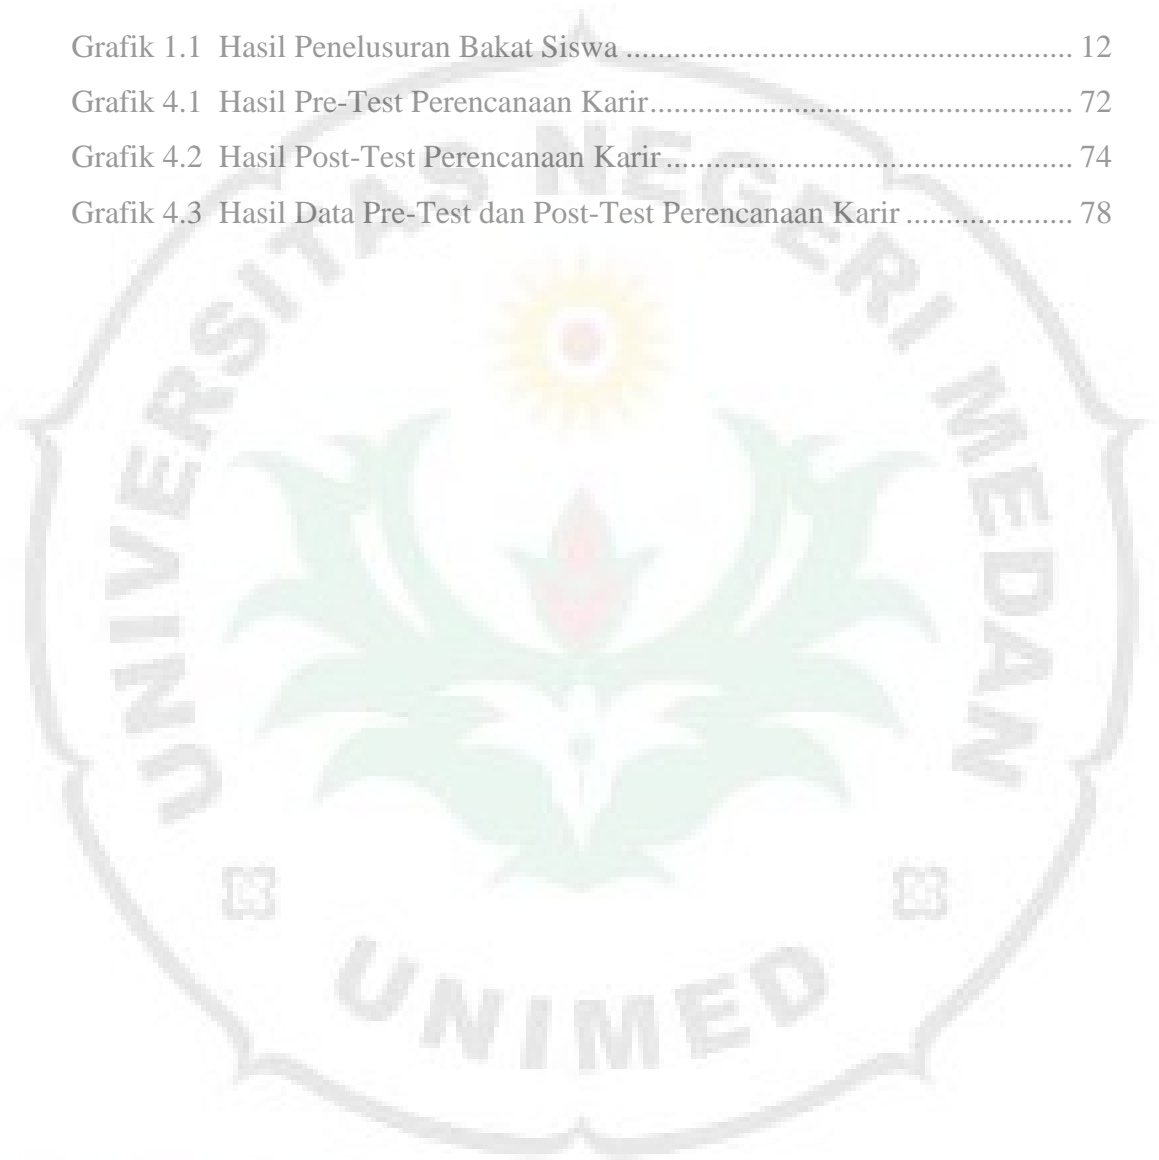 Grafik 1.1 Hasil Penelusuran Bakat Siswa ........................................................ 12
Grafik 4.1 Hasil Pre-Test Perencanaan Karir..................................................... 72
Grafik 4.2 Hasil Post-Test Perencanaan Karir ................................................... 74
Grafik 4.3 Hasil Data Pre-Test dan Post-Test Perencanaan Karir ..................... 78
UNIVERSITAS NEGERI MEDAN
UNIMED